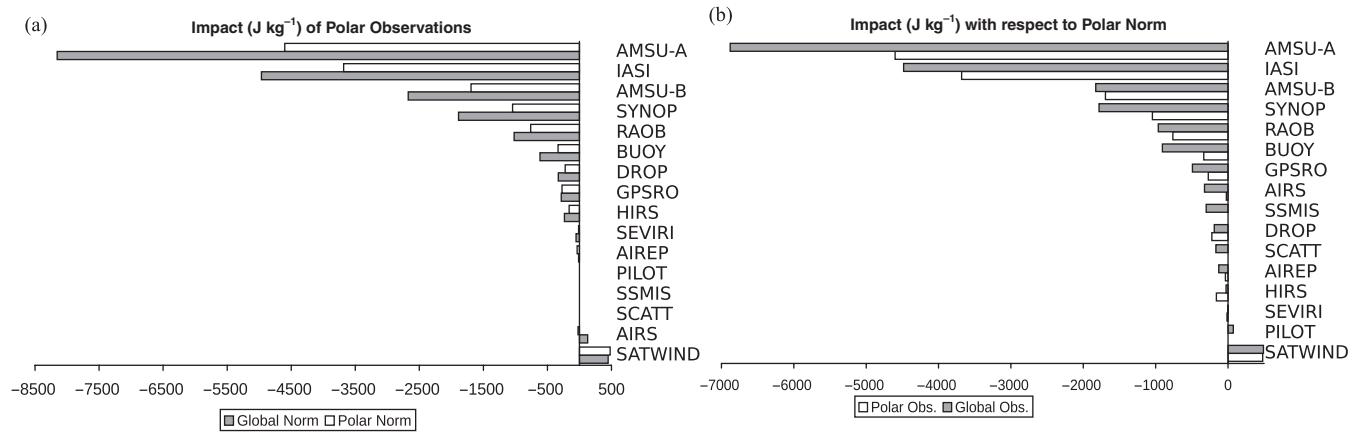 (a)
Impact (J kg⁻¹) of Polar Observations
AMSU-A
IASI
AMSU-B
SYNOP
RAOB
BUOY
DROP
GPSRO
HIRS
SEVIRI
AIREP
PILOT
SSMIS
SCATT
AIRS
SATWIND
−8500 −7500 −6500 −5500 −4500 −3500 −2500 −1500 −500 500
Global Norm Polar Norm
(b)
Impact (J kg⁻¹) with respect to Polar Norm
AMSU-A
IASI
AMSU-B
SYNOP
RAOB
BUOY
GPSRO
AIRS
SSMIS
DROP
SCATT
AIREP
HIRS
SEVIRI
PILOT
SATWIND
−7000 −6000 −5000 −4000 −3000 −2000 −1000 0
Polar Obs. Global Obs.